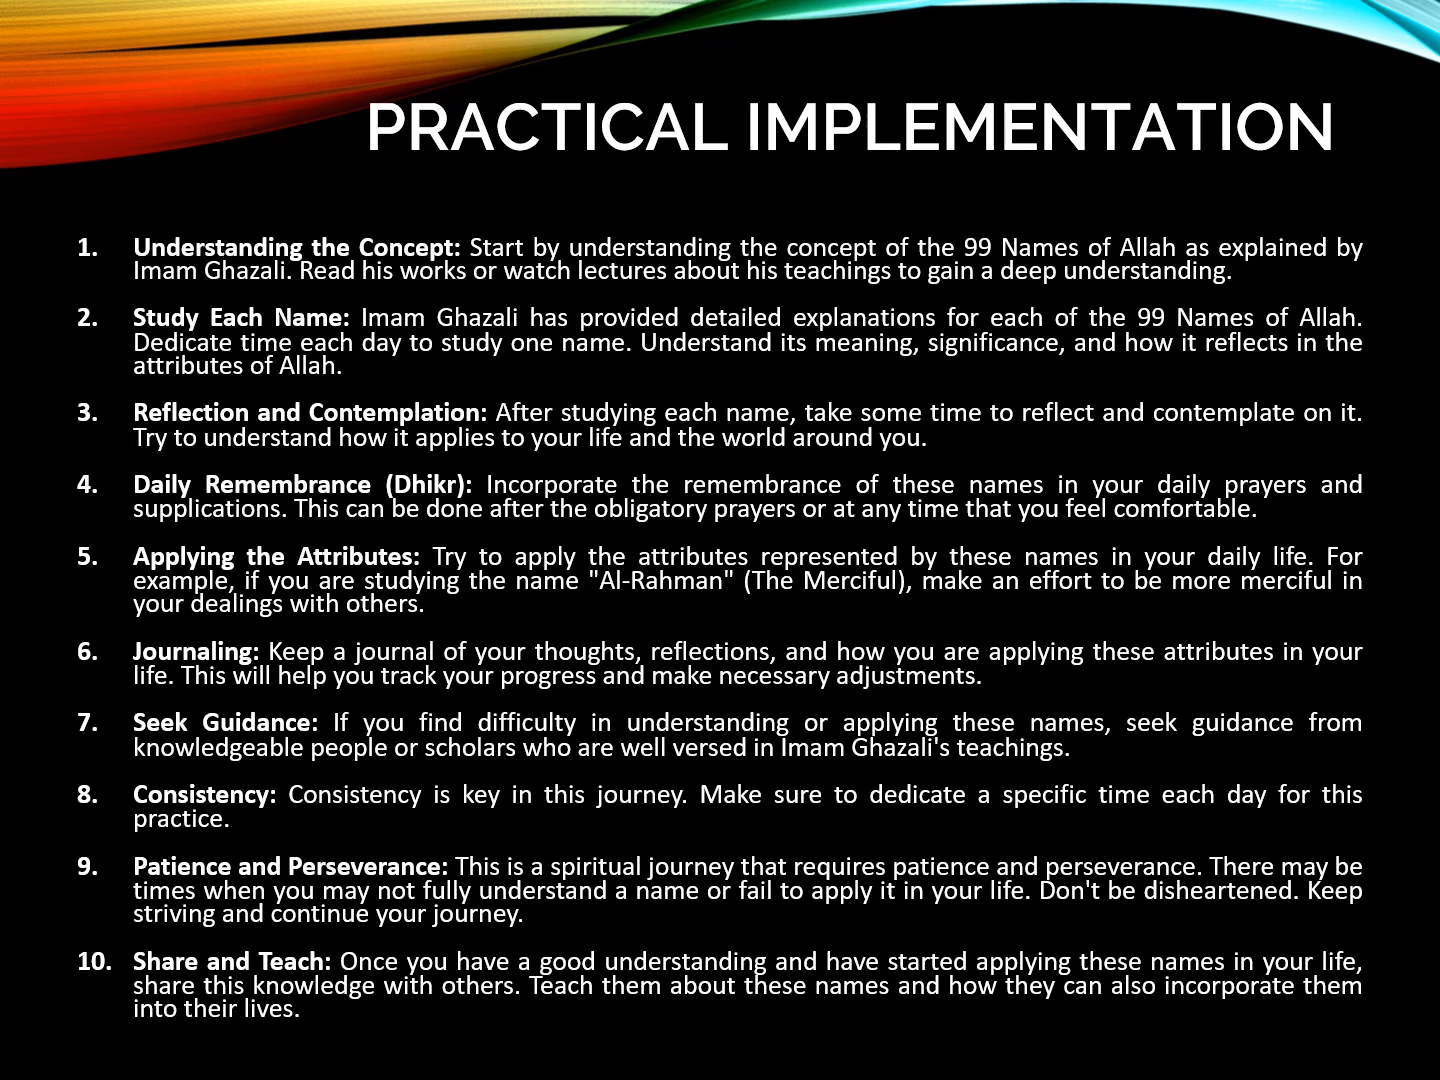 PRACTICAL IMPLEMENTATION
1. Understanding the Concept: Start by understanding the concept of the 99 Names of Allah as explained by
Imam Ghazali. Read his works or watch lectures about his teachings to gain a deep understanding.
2. Study Each Name: Imam Ghazali has provided detailed explanations for each of the 99 Names of Allah.
Dedicate time each day to study one name. Understand its meaning, significance, and how it reflects in the
attributes of Allah.
3. Reflection and Contemplation: After studying each name, take some time to reflect and contemplate on it.
Try to understand how it applies to your life and the world around you.
4. Daily Remembrance (Dhikr): Incorporate the remembrance of these names in your daily prayers and
supplications. This can be done after the obligatory prayers or at any time that you feel comfortable.
5. Applying the Attributes: Try to apply the attributes represented by these names in your daily life. For
example, if you are studying the name "Al-Rahman" (The Merciful), make an effort to be more merciful in
your dealings with others.
6. Journaling: Keep a journal of your thoughts, reflections, and how you are applying these attributes in your
life. This will help you track your progress and make necessary adjustments.
7. Seek Guidance: If you find difficulty in understanding or applying these names, seek guidance from
knowledgeable people or scholars who are well versed in Imam Ghazali's teachings.
8. Consistency: Consistency is key in this journey. Make sure to dedicate a specific time each day for this
practice.
9. Patience and Perseverance: This is a spiritual journey that requires patience and perseverance. There may be
times when you may not fully understand a name or fail to apply it in your life. Don't be disheartened. Keep
striving and continue your journey.
10. Share and Teach: Once you have a good understanding and have started applying these names in your life,
share this knowledge with others. Teach them about these names and how they can also incorporate them
into their lives.